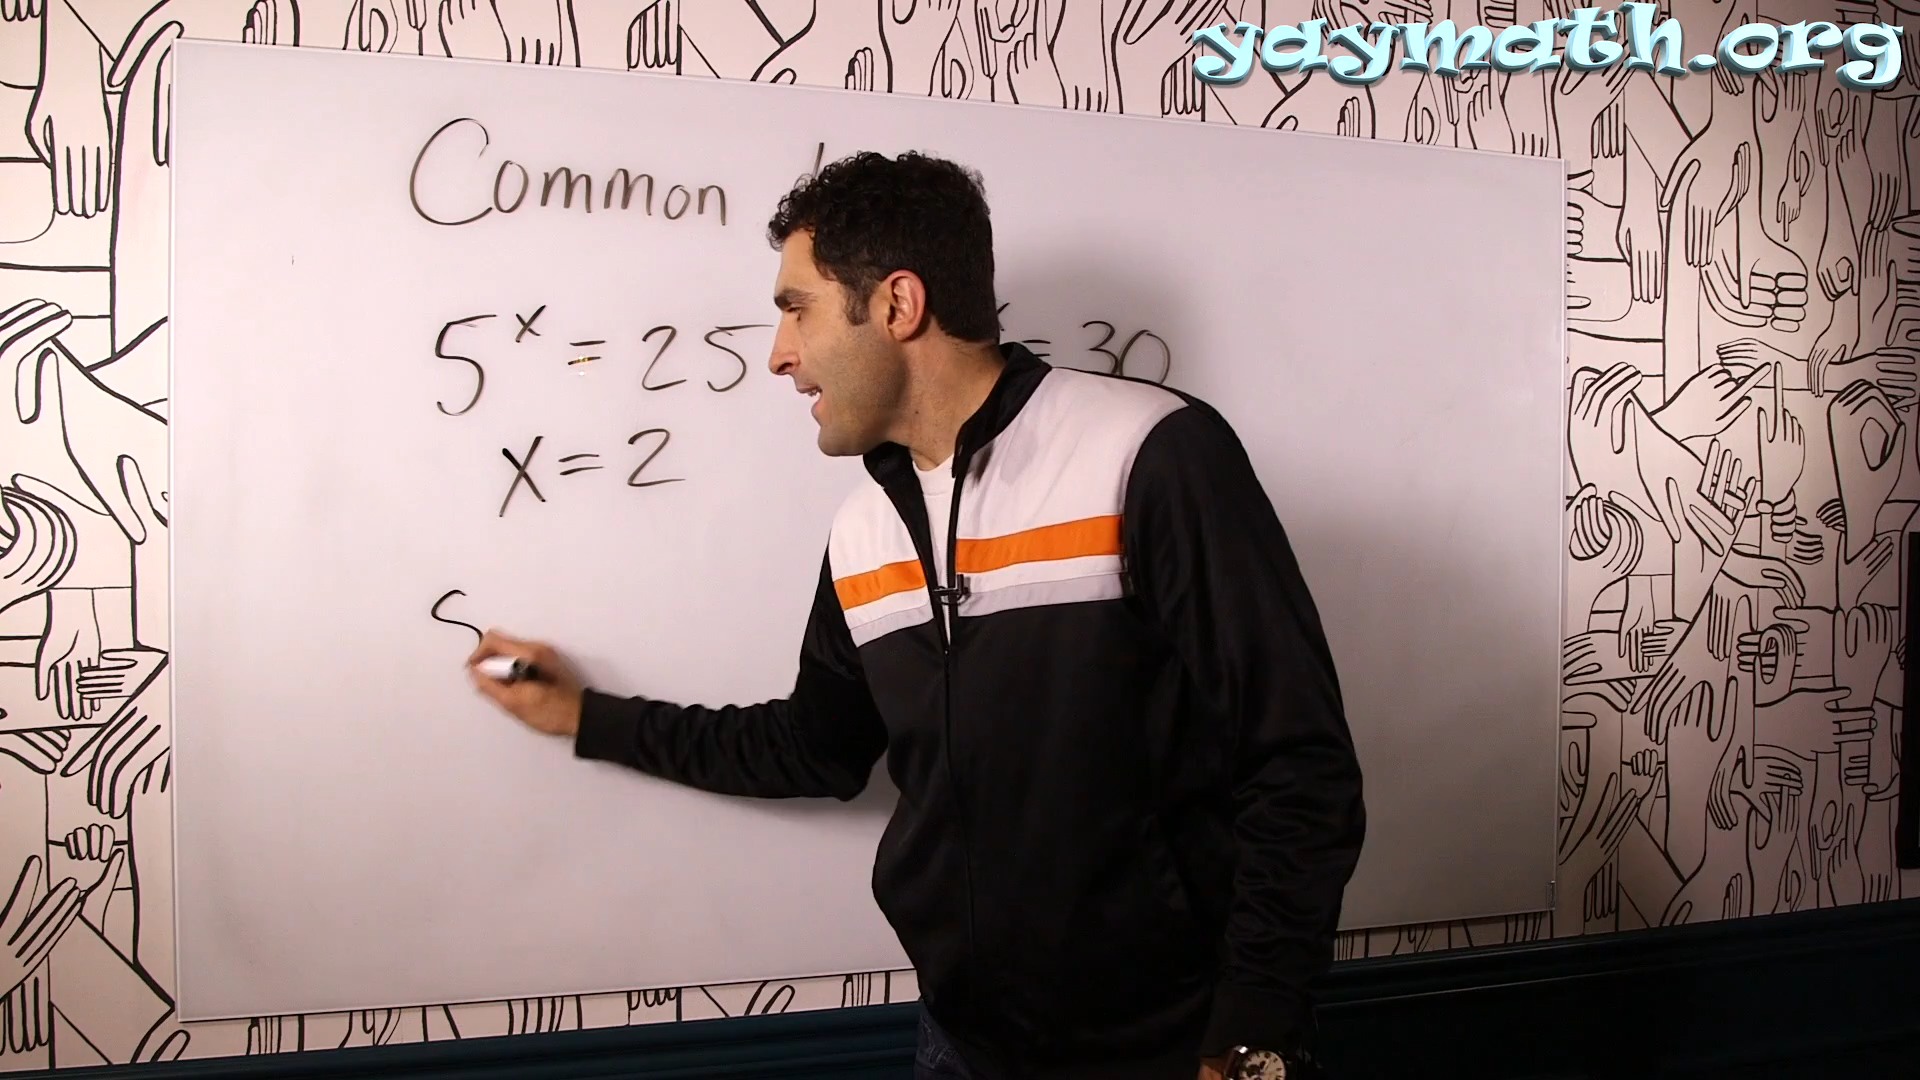 yaymath.org
Common
5^x = 25
= 30
x = 2